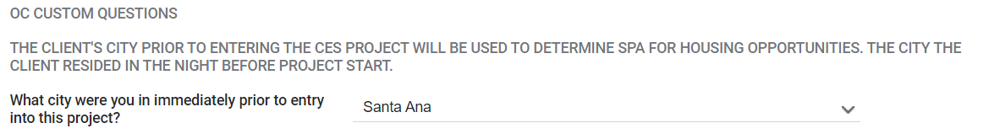 OC CUSTOM QUESTIONS
THE CLIENT'S CITY PRIOR TO ENTERING THE CES PROJECT WILL BE USED TO DETERMINE SPA FOR HOUSING OPPORTUNITIES. THE CITY THE
CLIENT RESIDED IN THE NIGHT BEFORE PROJECT START.
What city were you in immediately prior to entry
into this project?
Santa Ana